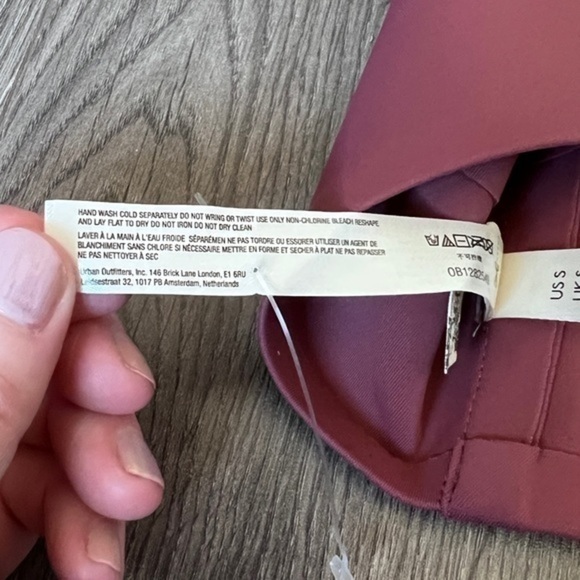 HAND WASH COLD SEPARATELY DO NOT WRING OR TWIST USE ONLY NON-CHLORINE BLEACH RESHAPE
AND LAY FLAT TO DRY DO NOT IRON DO NOT DRY CLEAN
LAVER À LA MAIN À L'EAU FROIDE SÉPARÉMEN NE PAS TORDRE OU ESSORER UTILISER UN AGENT DE
BLANCHIMENT SANS CHLORE SI NÉCESSAIRE METTRE EN FORME ET SECHER À PLAT NE PAS REPASSER
NE PAS NETTOYER À SEC
Urban Outfitters, Inc. 146 Brick Lane London, E1 6RU
Leidsestraat 32, 1017 PB Amsterdam, Netherlands
US S